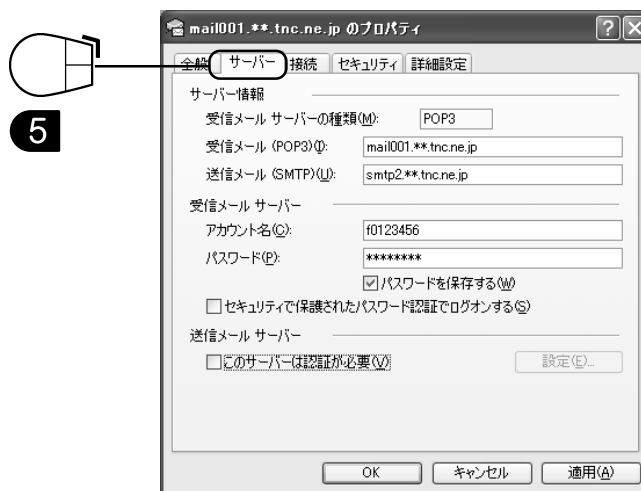 mail001.**.tnc.ne.jp のプロパティ
全般 サーバー 接続 セキュリティ 詳細設定
サーバー情報
受信メール サーバーの種類(M): POP3
受信メール (POP3)(I): mail001.**.tnc.ne.jp
送信メール (SMTP)(U): smtp2.**.tnc.ne.jp
5
受信メール サーバー
アカウント名(C): f0123456
パスワード(P): ********
パスワードを保存する(W)
セキュリティで保護されたパスワード認証でログオンする(S)
送信メール サーバー
このサーバーは認証が必要(V) 設定(E)...
OK キャンセル 適用(A)